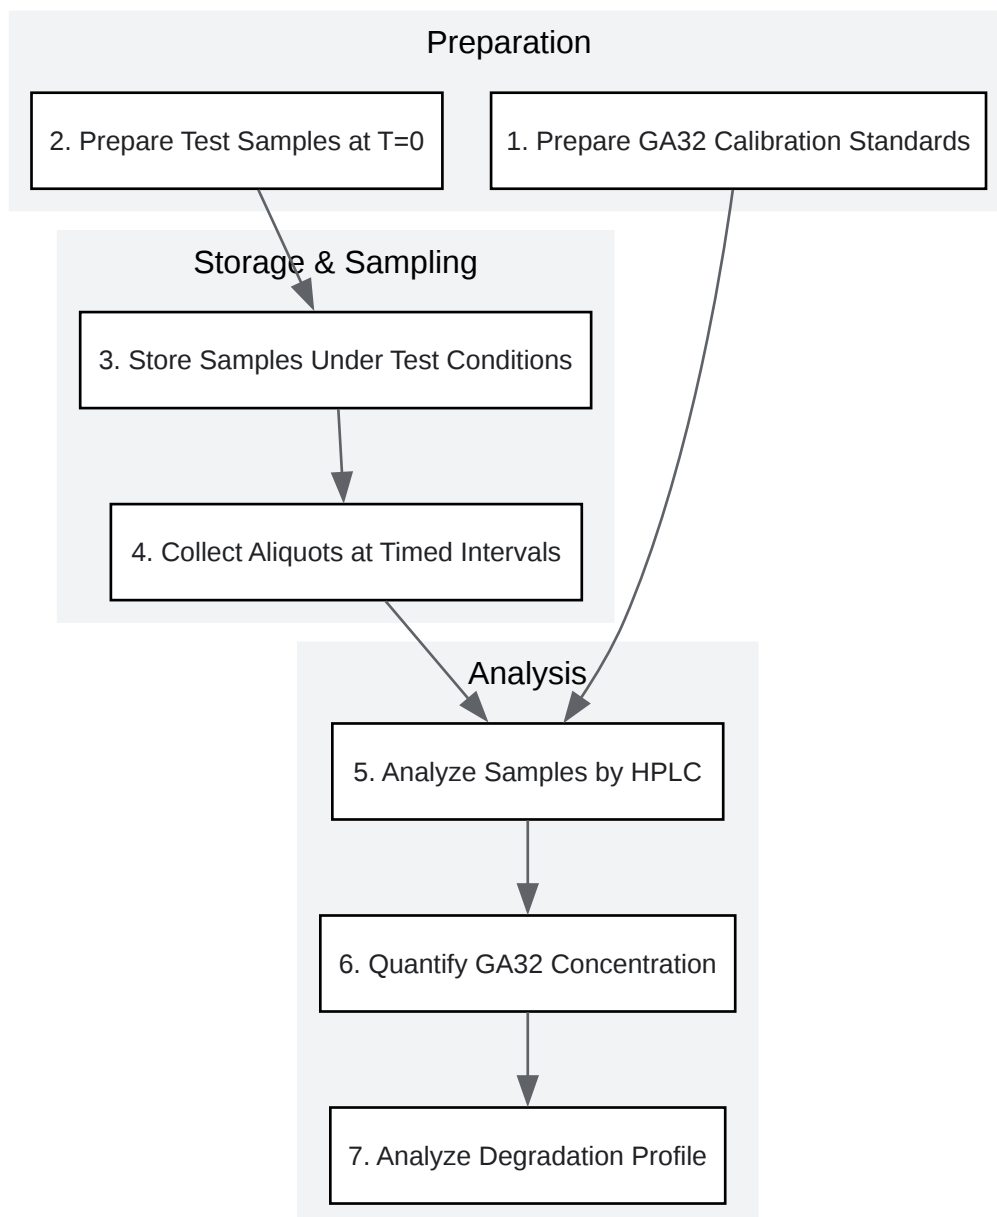 Preparation
2. Prepare Test Samples at T=0
1. Prepare GA32 Calibration Standards
Storage & Sampling
3. Store Samples Under Test Conditions
4. Collect Aliquots at Timed Intervals
Analysis
5. Analyze Samples by HPLC
6. Quantify GA32 Concentration
7. Analyze Degradation Profile